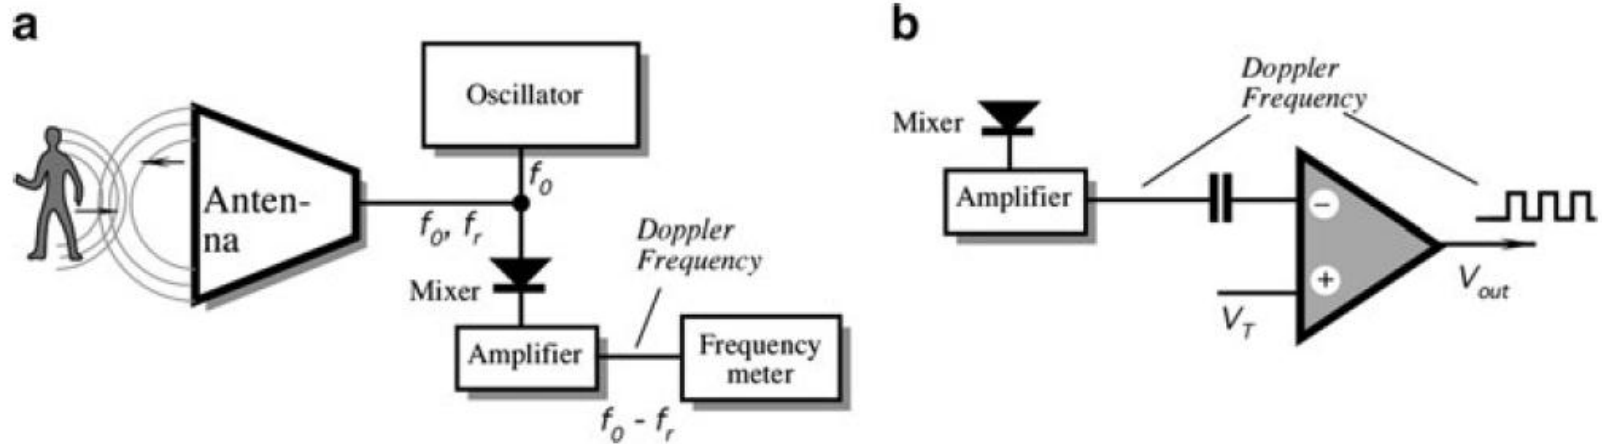 a
Oscillator
f0
Anten-
na
f0, fr
Doppler
Frequency
Mixer
Amplifier
Frequency
meter
f0 - fr
b
Doppler
Frequency
Mixer
Amplifier
−
+
VT
Vout